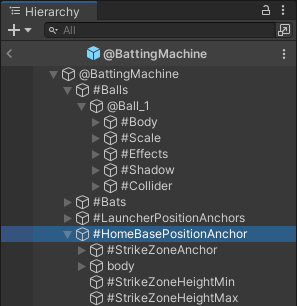 Hierarchy
All
@BattingMachine
@BattingMachine
#Balls
@Ball_1
#Body
#Scale
#Effects
#Shadow
#Collider
#Bats
#LauncherPositionAnchors
#HomeBasePositionAnchor
#StrikeZoneAnchor
body
#StrikeZoneHeightMin
#StrikeZoneHeightMax